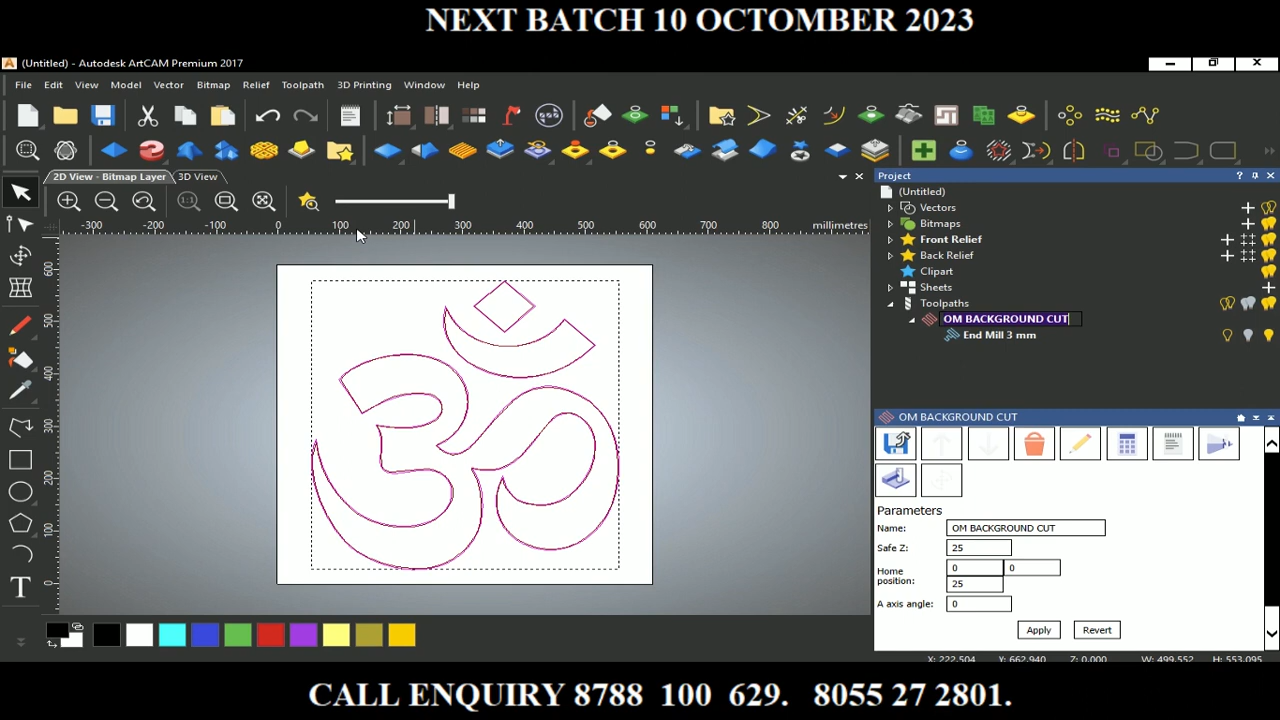 NEXT BATCH 10 OCTOMBER 2023
(Untitled) - Autodesk ArtCAM Premium 2017
File Edit View Model Vector Bitmap Relief Toolpath 3D Printing Window Help
2D View - Bitmap Layer 3D View
Project
1:1
-300 -200 -100 0 100 200 300 400 500 600 700 800 millimetres
600
500
400
300
200
100
0
(Untitled)
Vectors
Bitmaps
Front Relief
Back Relief
Clipart
Sheets
Toolpaths
OM BACKGROUND CUT
End Mill 3 mm
OM BACKGROUND CUT
Parameters
Name: OM BACKGROUND CUT
Safe Z: 25
Home position: 0 0
25
A axis angle: 0
Apply Revert
X: 222.504 Y: 662.940 Z: 0.000 W: 499.552 H: 553.095
CALL ENQUIRY 8788 100 629. 8055 27 2801.